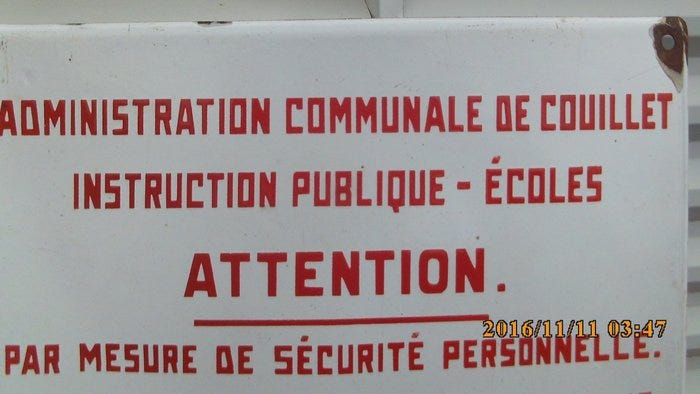 ADMINISTRATION COMMUNALE DE COUILLET
INSTRUCTION PUBLIQUE - ÉCOLES
ATTENTION.
2016/11/11 03:47
PAR MESURE DE SÉCURITÉ PERSONNELLE.